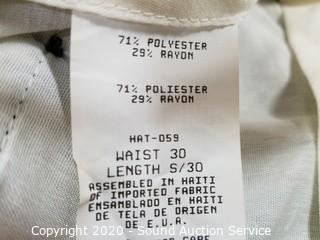 71% POLYESTER
29% RAYON
71% POLIESTER
29% RAYON
HAT-059
WAIST 30
LENGTH S/30
ASSEMBLED IN HAITI
OF IMPORTED FABRIC
ENSAMBLADO EN HAITI
DE TELA DE ORIGEN
DE E.U.A.
CARE
Copyright 2020 - Sound Auction Service